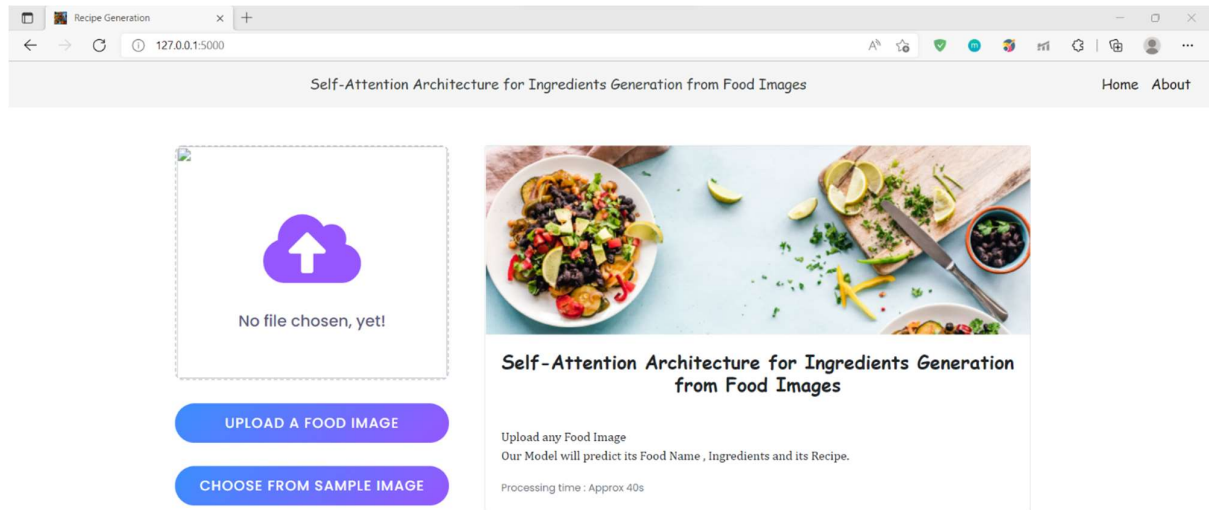 Recipe Generation
127.0.0.1:5000
Self-Attention Architecture for Ingredients Generation from Food Images
Home About
No file chosen, yet!
UPLOAD A FOOD IMAGE
CHOOSE FROM SAMPLE IMAGE
Self-Attention Architecture for Ingredients Generation
from Food Images
Upload any Food Image
Our Model will predict its Food Name , Ingredients and its Recipe.
Processing time : Approx 40s